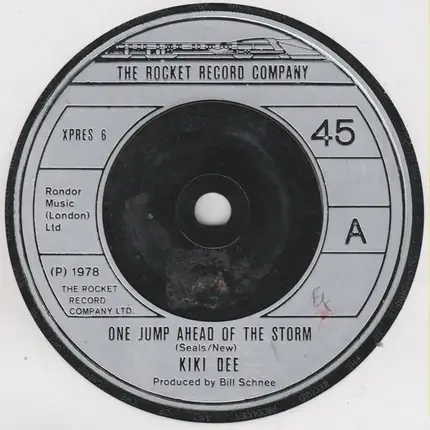 THE ROCKET RECORD COMPANY
XPRES 6
45
Rondor
Music
(London)
Ltd
A
(P) 1978
THE ROCKET
RECORD
COMPANY LTD.
ONE JUMP AHEAD OF THE STORM
(Seals/New)
KIKI DEE
Produced by Bill Schnee